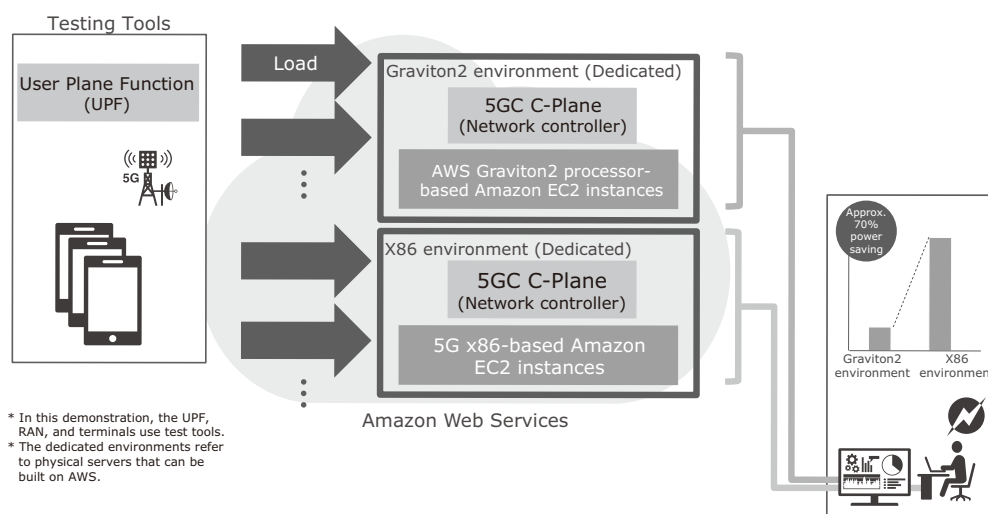 Testing Tools
User Plane Function
(UPF)
5G
Load
Graviton2 environment (Dedicated)
5GC C-Plane
(Network controller)
AWS Graviton2 processor-
based Amazon EC2 instances
X86 environment (Dedicated)
5GC C-Plane
(Network controller)
5G x86-based Amazon
EC2 instances
Amazon Web Services
Approx.
70%
power
saving
Graviton2
environment
X86
environment
* In this demonstration, the UPF,
RAN, and terminals use test tools.
* The dedicated environments refer
to physical servers that can be
built on AWS.